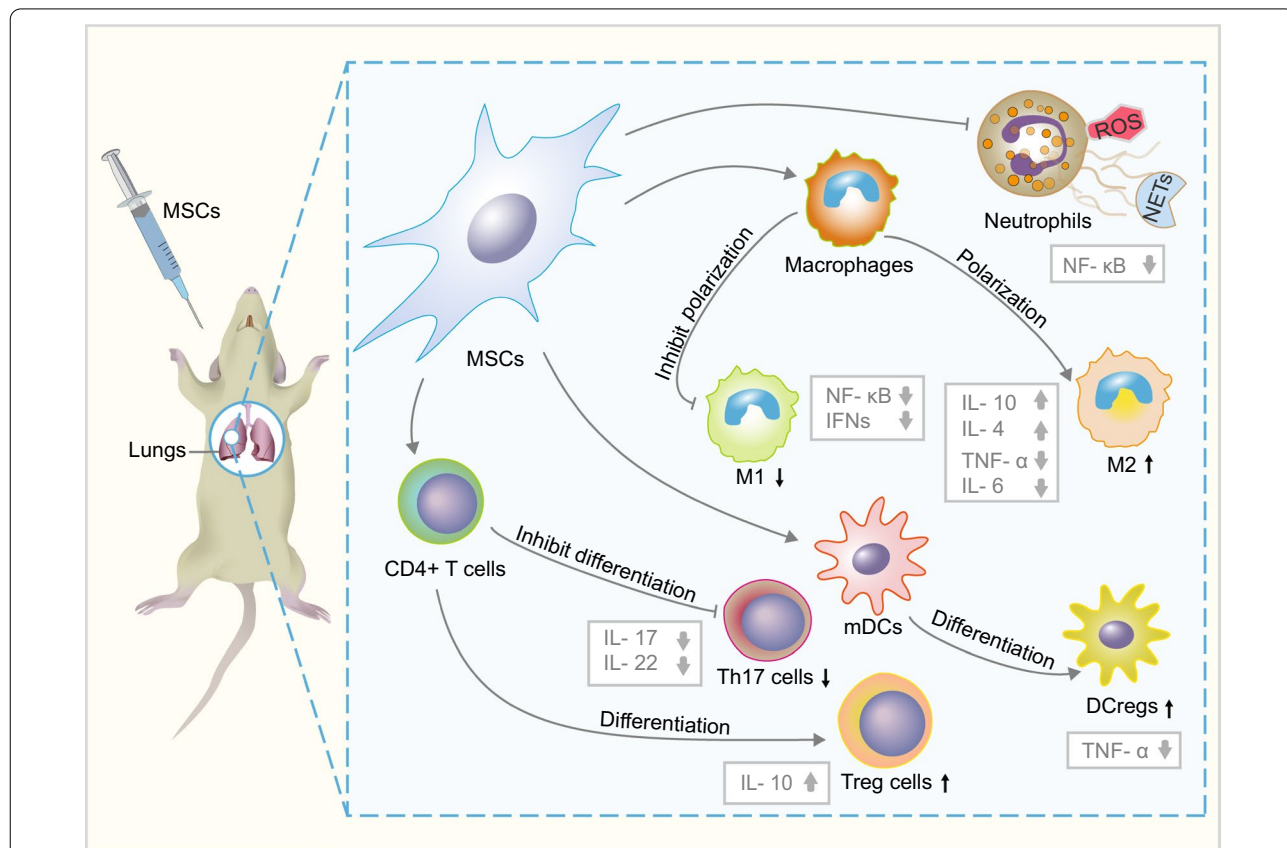 MSCs
Lungs
MSCs
ROS
NETs
Neutrophils
NF- κB
Macrophages
Inhibit polarization
Polarization
NF- κB
IFNs
M1
IL- 10
IL- 4
TNF- α
IL- 6
M2
CD4+ T cells
Inhibit differentiation
IL- 17
IL- 22
Th17 cells
mDCs
Differentiation
DCregs
TNF- α
Differentiation
IL- 10
Treg cells